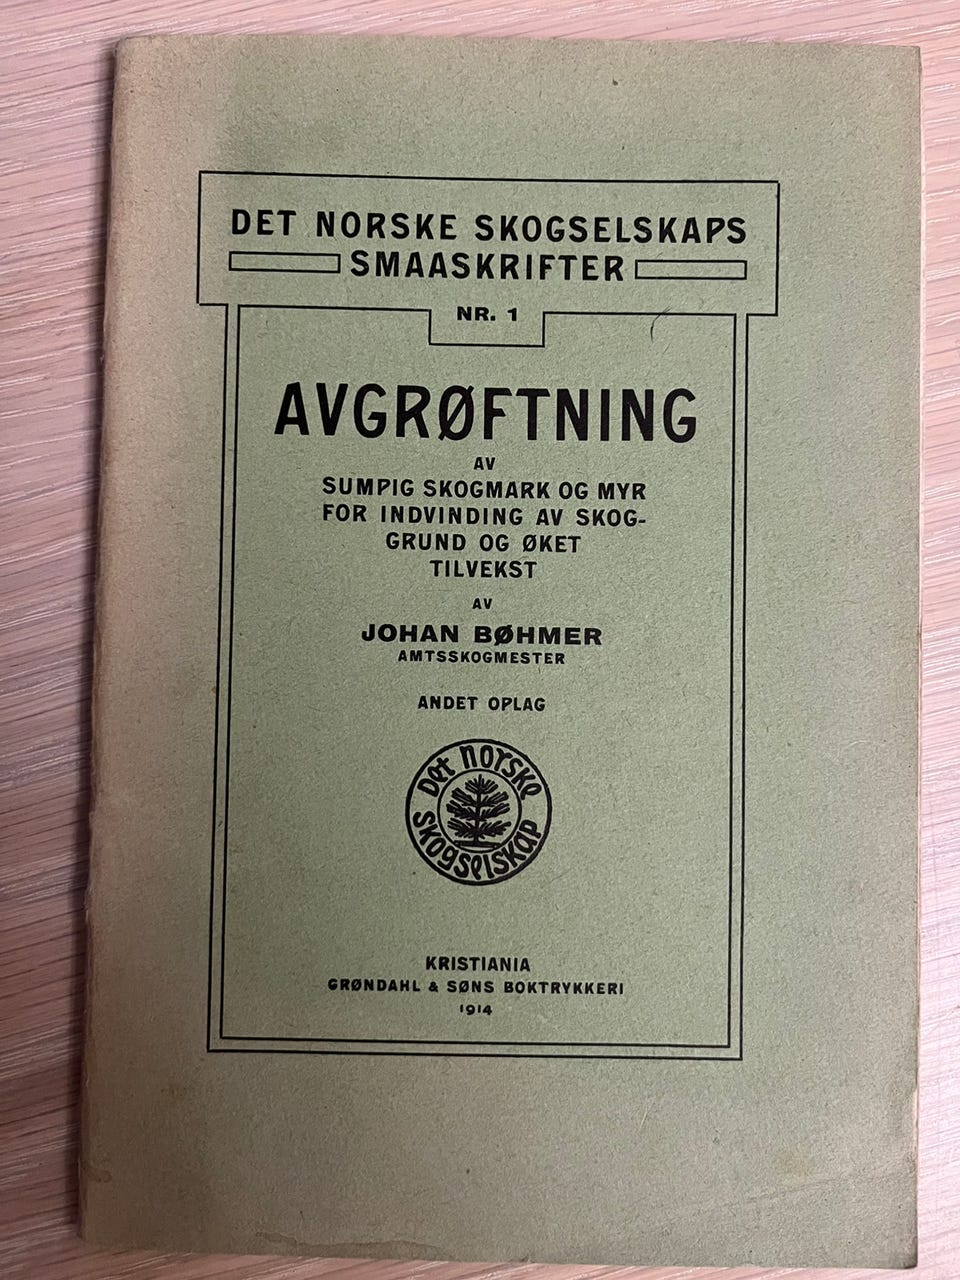 DET NORSKE SKOGSELSKAPS
SMAASKRIFTER
NR. 1
AVGRØFTNING
AV
SUMPIG SKOGMARK OG MYR
FOR INDVINDING AV SKOG-
GRUND OG ØKET
TILVEKST
AV
JOHAN BØHMER
AMTSSKOGMESTER
ANDET OPLAG
Det norske
skogselskap
KRISTIANIA
GRØNDAHL & SØNS BOKTRYKKERI
1914